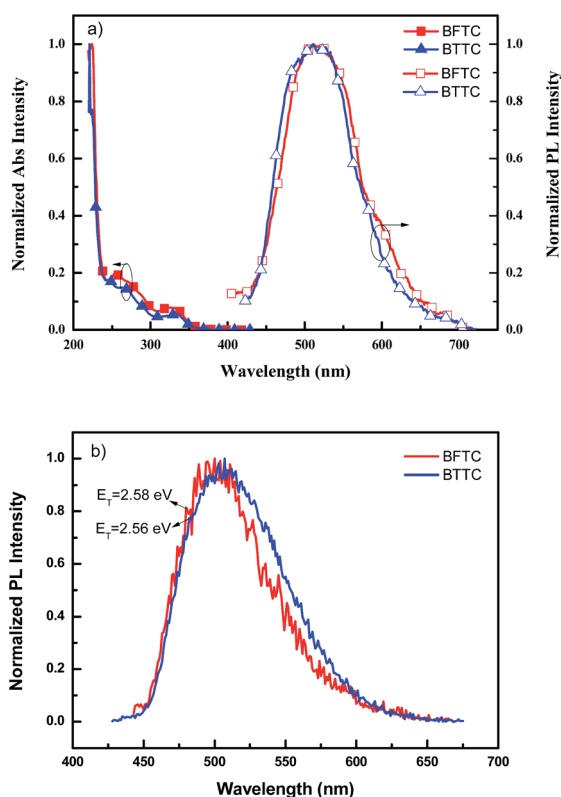 a)
BFTC
BTTC
BFTC
BTTC
Normalized Abs Intensity
Normalized PL Intensity
1.0
0.8
0.6
0.4
0.2
0.0
1.0
0.8
0.6
0.4
0.2
0.0
200 300 400 500 600 700
Wavelength (nm)
b)
BFTC
BTTC
E_T=2.58 eV
E_T=2.56 eV
Normalized PL Intensity
1.0
0.8
0.6
0.4
0.2
0.0
400 450 500 550 600 650 700
Wavelength (nm)